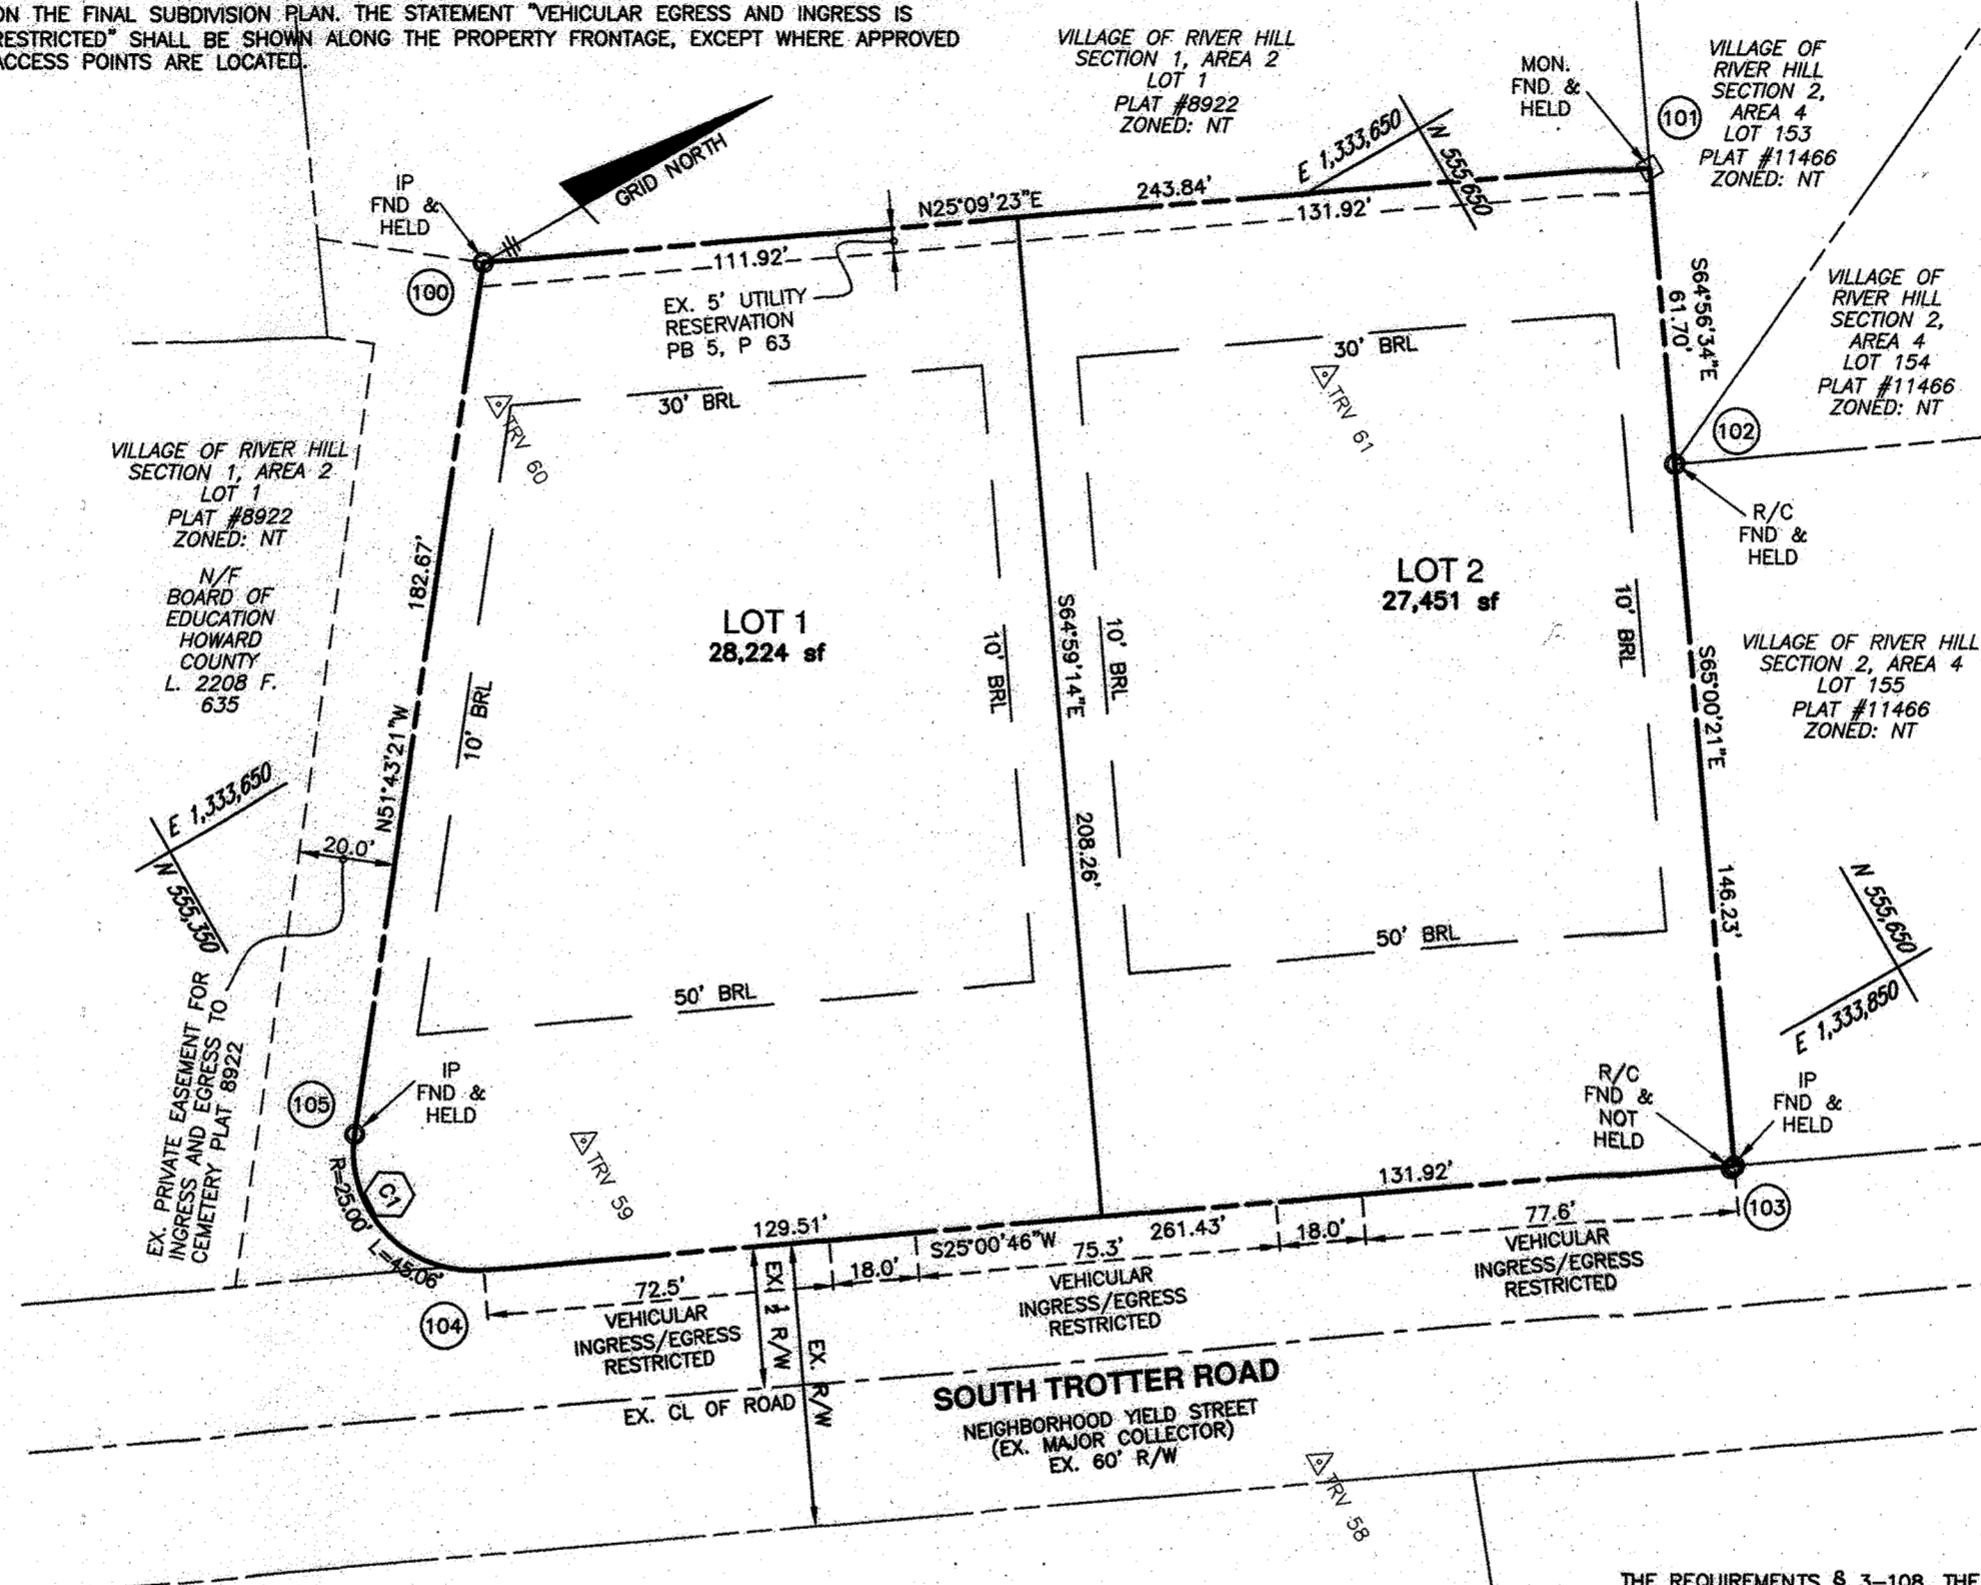 ON THE FINAL SUBDIVISION PLAN. THE STATEMENT "VEHICULAR EGRESS AND INGRESS IS
RESTRICTED" SHALL BE SHOWN ALONG THE PROPERTY FRONTAGE, EXCEPT WHERE APPROVED
ACCESS POINTS ARE LOCATED.
VILLAGE OF RIVER HILL
SECTION 1, AREA 2
LOT 1
PLAT #8922
ZONED: NT
MON.
FND &
HELD
101
VILLAGE OF
RIVER HILL
SECTION 2,
AREA 4
LOT 153
PLAT #11466
ZONED: NT
E 1,333,650
N 555,650
GRID NORTH
IP
FND &
HELD
100
N25°09'23"E
243.84'
111.92'
131.92'
EX. 5' UTILITY
RESERVATION
PB 5, P 63
S64°56'34"E
61.70'
VILLAGE OF
RIVER HILL
SECTION 2,
AREA 4
LOT 154
PLAT #11466
ZONED: NT
30' BRL
30' BRL
TRV 60
TRV 61
102
R/C
FND &
HELD
VILLAGE OF RIVER HILL
SECTION 1, AREA 2
LOT 1
PLAT #8922
ZONED: NT
N/F
BOARD OF
EDUCATION
HOWARD
COUNTY
L. 2208 F.
635
182.67'
N51°43'21"W
10' BRL
LOT 1
28,224 sf
10' BRL
S64°59'14"E
208.26'
10' BRL
LOT 2
27,451 sf
10' BRL
S65°00'21"E
146.23'
VILLAGE OF RIVER HILL
SECTION 2, AREA 4
LOT 155
PLAT #11466
ZONED: NT
E 1,333,650
N 555,350
20.0'
EX. PRIVATE EASEMENT FOR
INGRESS AND EGRESS TO
CEMETERY PLAT 8922
50' BRL
50' BRL
N 555,650
E 1,333,850
105
IP
FND &
HELD
R=25.00' L=45.06'
C1
TRV 59
R/C
FND &
NOT
HELD
IP
FND &
HELD
103
104
129.51'
S25°00'46"W
261.43'
131.92'
72.5'
18.0'
75.3'
18.0'
77.6'
VEHICULAR
INGRESS/EGRESS
RESTRICTED
VEHICULAR
INGRESS/EGRESS
RESTRICTED
VEHICULAR
INGRESS/EGRESS
RESTRICTED
EX. ½ R/W
EX. R/W
EX. CL OF ROAD
SOUTH TROTTER ROAD
NEIGHBORHOOD YIELD STREET
(EX. MAJOR COLLECTOR)
EX. 60' R/W
TRV 58
THE REQUIREMENTS § 3-108, THE